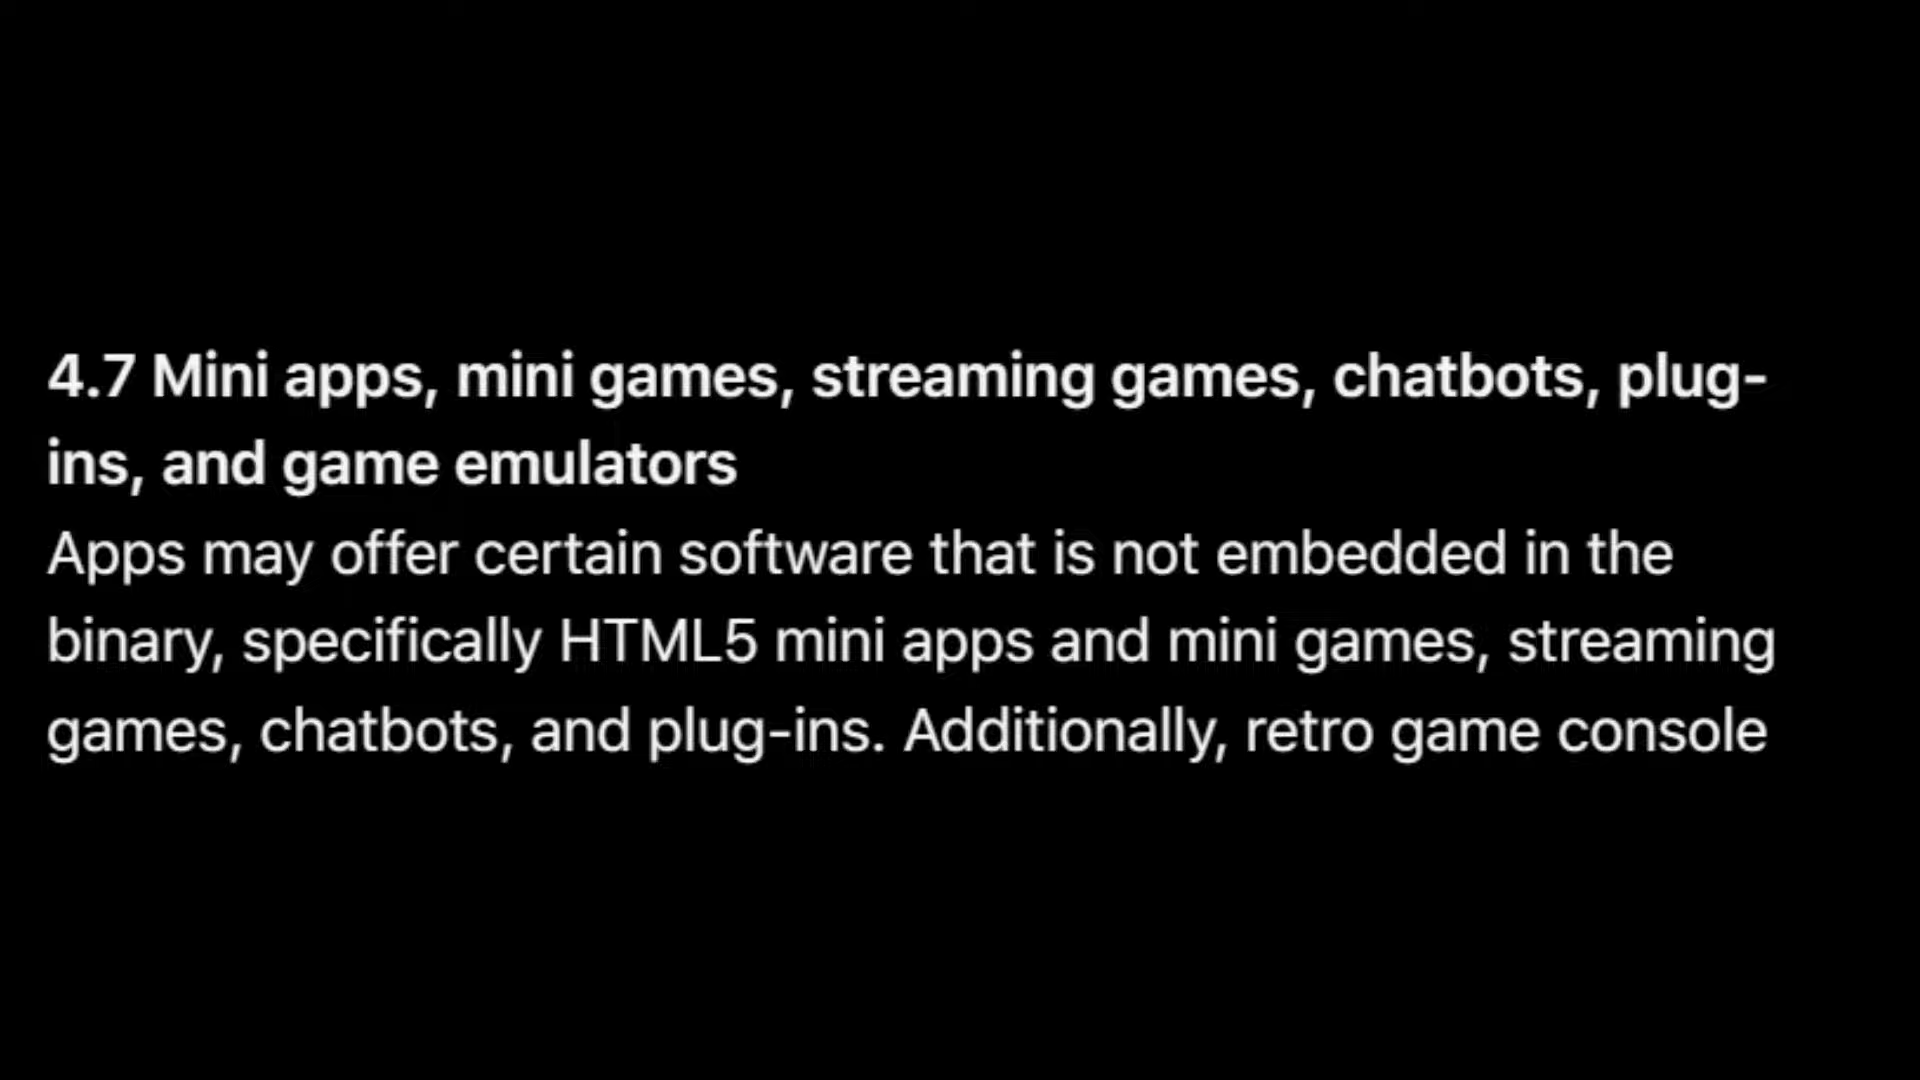 4.7 Mini apps, mini games, streaming games, chatbots, plug-
ins, and game emulators
Apps may offer certain software that is not embedded in the
binary, specifically HTML5 mini apps and mini games, streaming
games, chatbots, and plug-ins. Additionally, retro game console